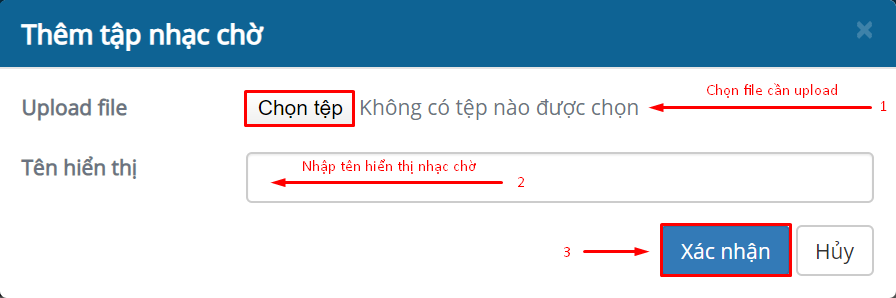 Thêm tập nhạc chờ ×
Upload file Chọn tệp Không có tệp nào được chọn Chọn file cần upload 1
Tên hiển thị Nhập tên hiển thị nhạc chờ 2
3 Xác nhận Hủy